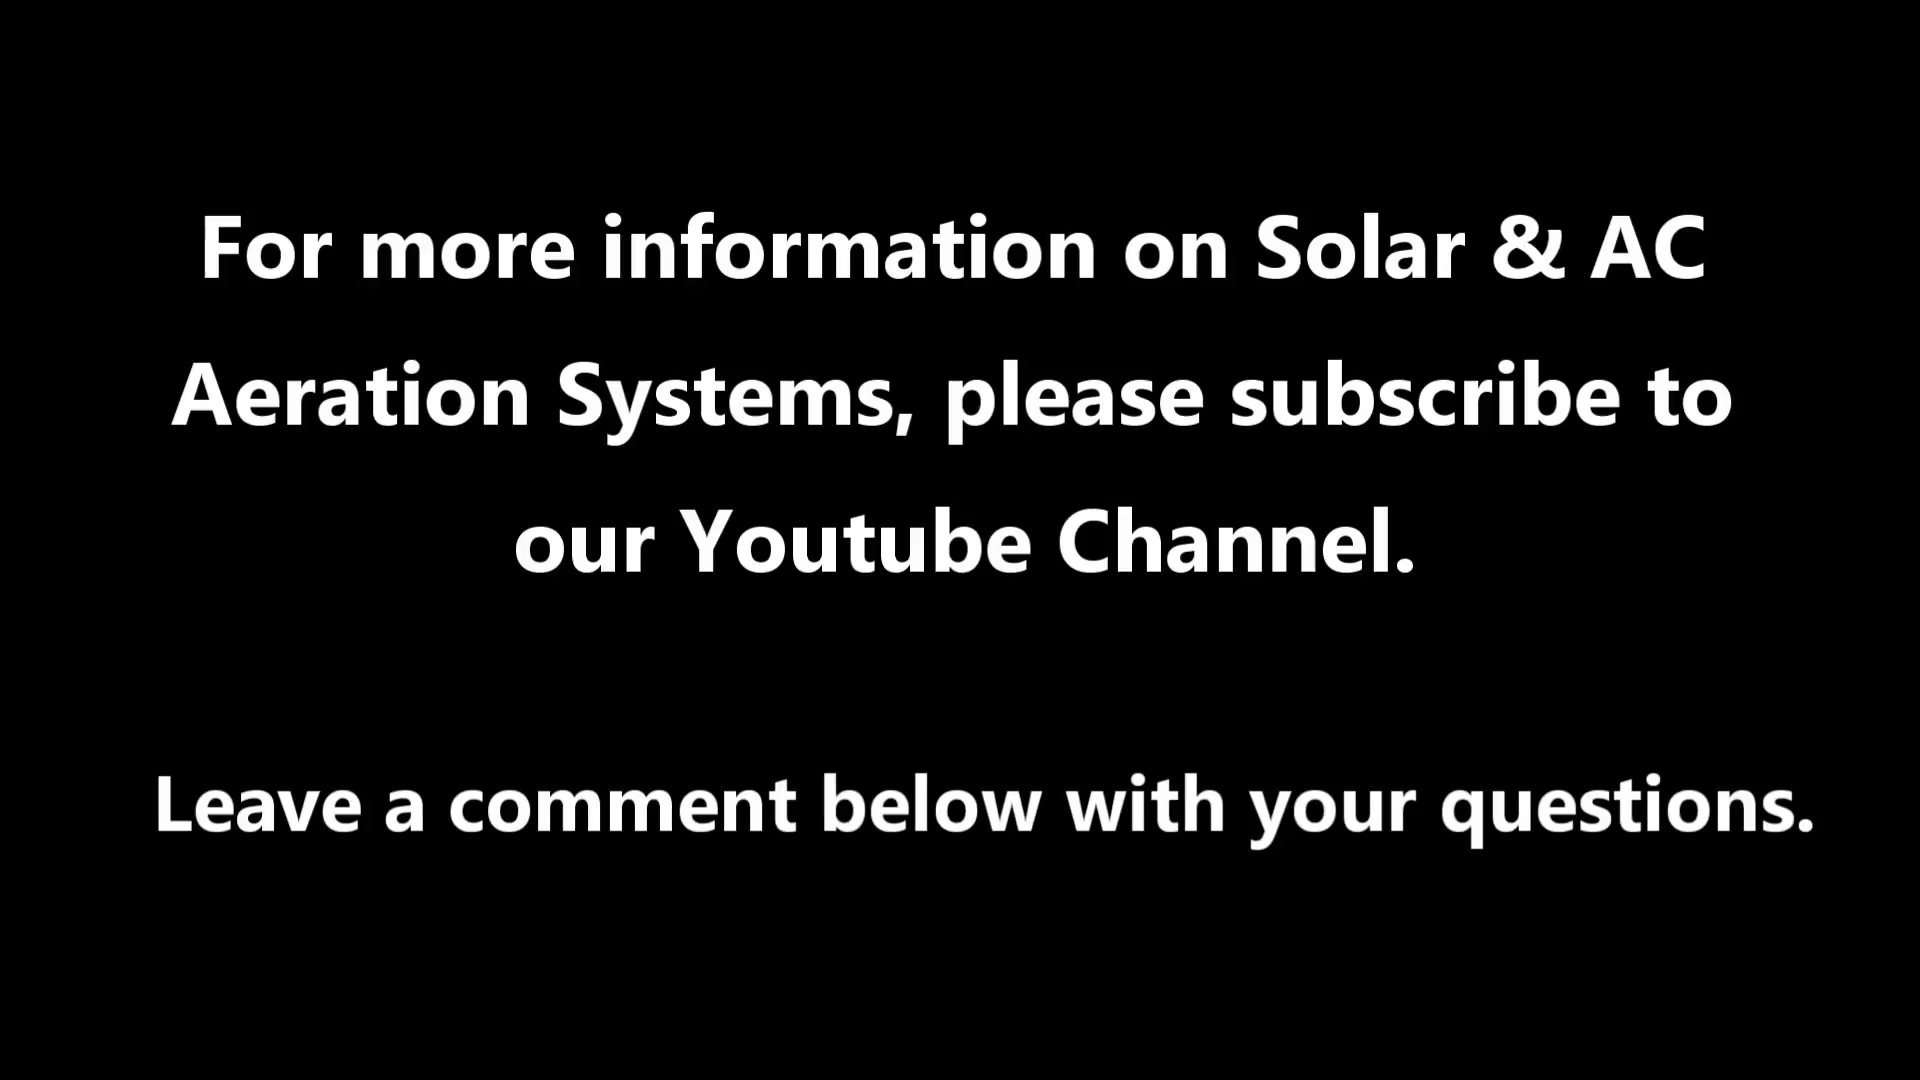 For more information on Solar & AC
Aeration Systems, please subscribe to
our Youtube Channel.
Leave a comment below with your questions.